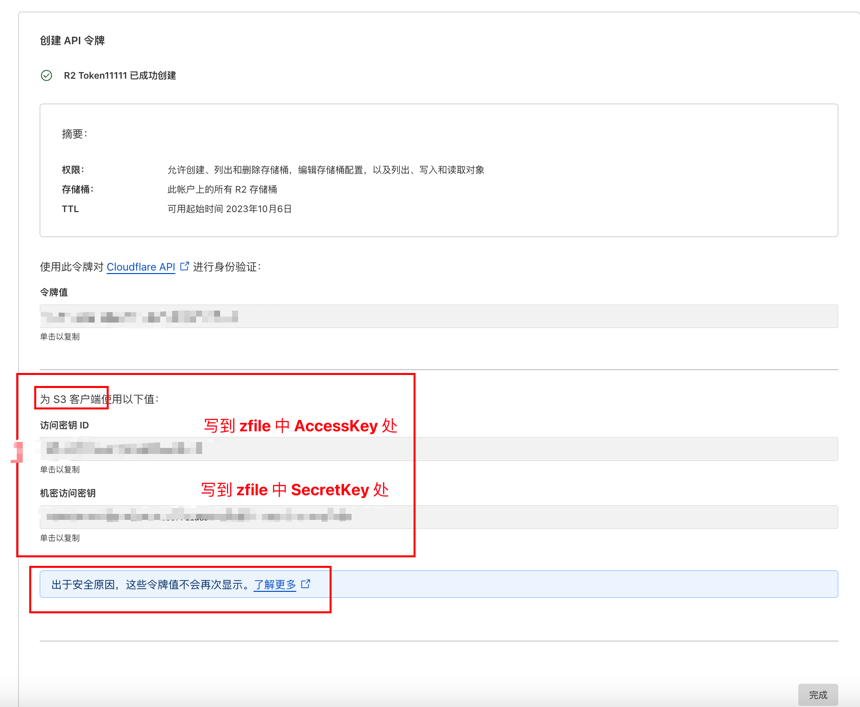 创建 API 令牌
R2 Token11111 已成功创建
摘要：
权限： 允许创建、列出和删除存储桶，编辑存储桶配置，以及列出、写入和读取对象
存储桶： 此帐户上的所有 R2 存储桶
TTL 可用起始时间 2023年10月6日
使用此令牌对 Cloudflare API 进行身份验证：
令牌值
单击以复制
为 S3 客户端使用以下值：
访问密钥 ID
写到 zfile 中 AccessKey 处
单击以复制
机密访问密钥
写到 zfile 中 SecretKey 处
单击以复制
出于安全原因，这些令牌值不会再次显示。了解更多
完成